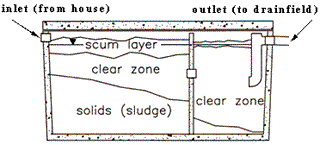 inlet (from house)
outlet (to drainfield)
scum layer
clear zone
solids (sludge)
clear zone